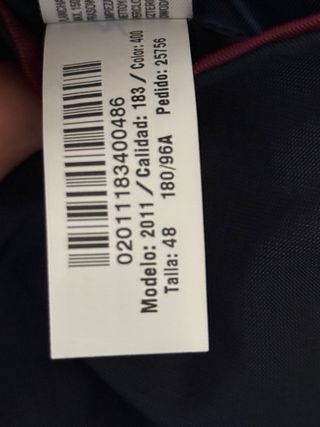 02011183400486
Modelo: 2011 / Calidad: 183 / Color: 400
Talla: 48 180/96A Pedido: 25756